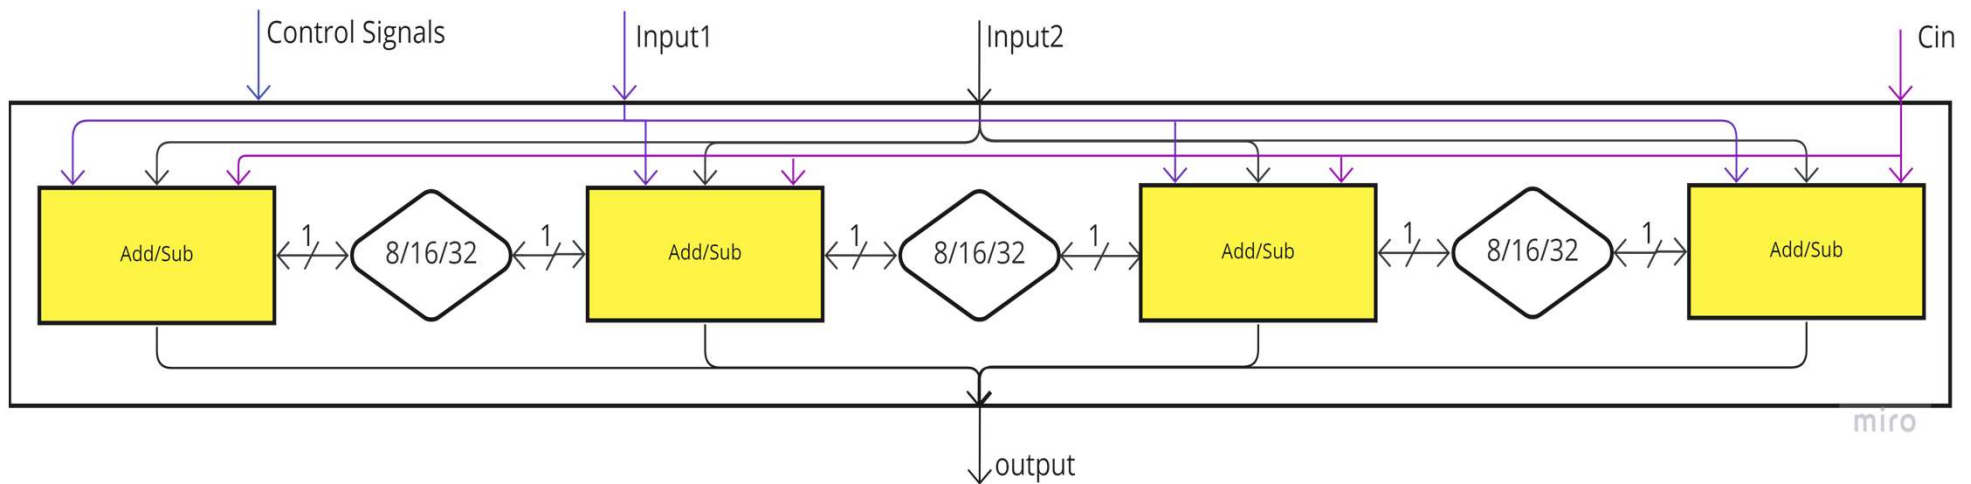 Control Signals
Input1
Input2
Cin
Add/Sub
1
8/16/32
1
Add/Sub
1
8/16/32
1
Add/Sub
1
8/16/32
1
Add/Sub
miro
output